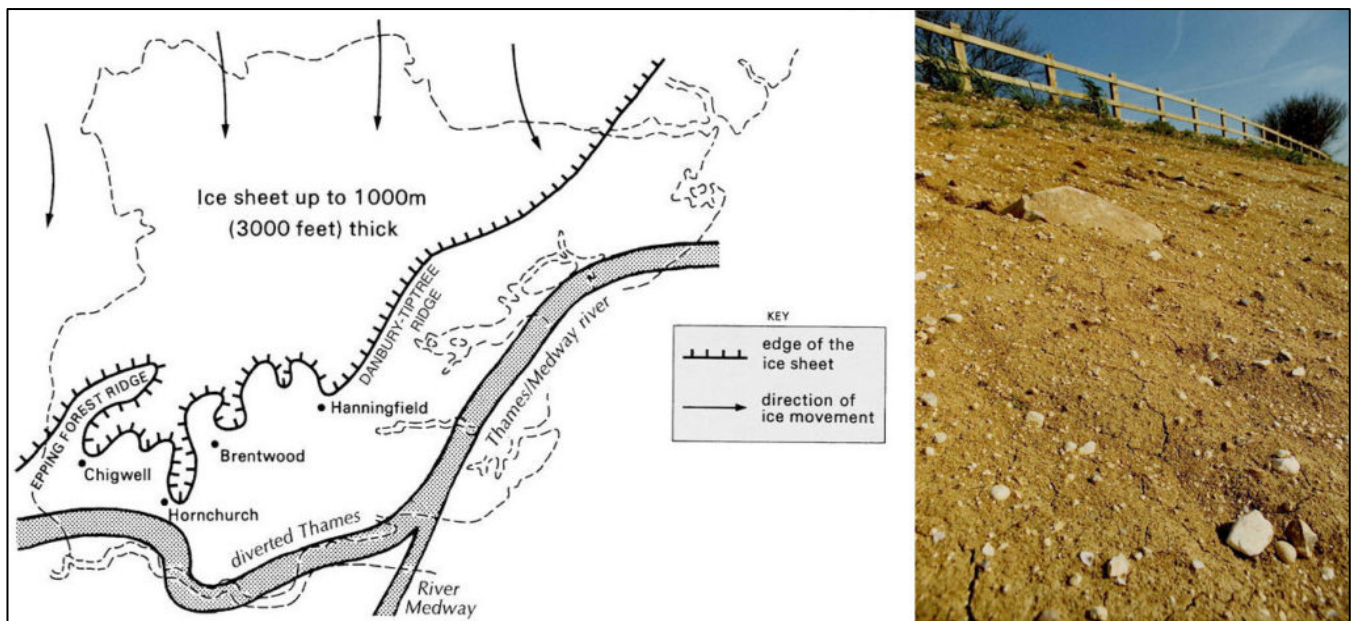 Ice sheet up to 1000m
(3000 feet) thick
DANBURY-TIPTREE
RIDGE
Thames/Medway river
EPPING FOREST RIDGE
Hanningfield
Brentwood
Chigwell
Hornchurch
diverted Thames
River
Medway
KEY
edge of the
ice sheet
direction of
ice movement